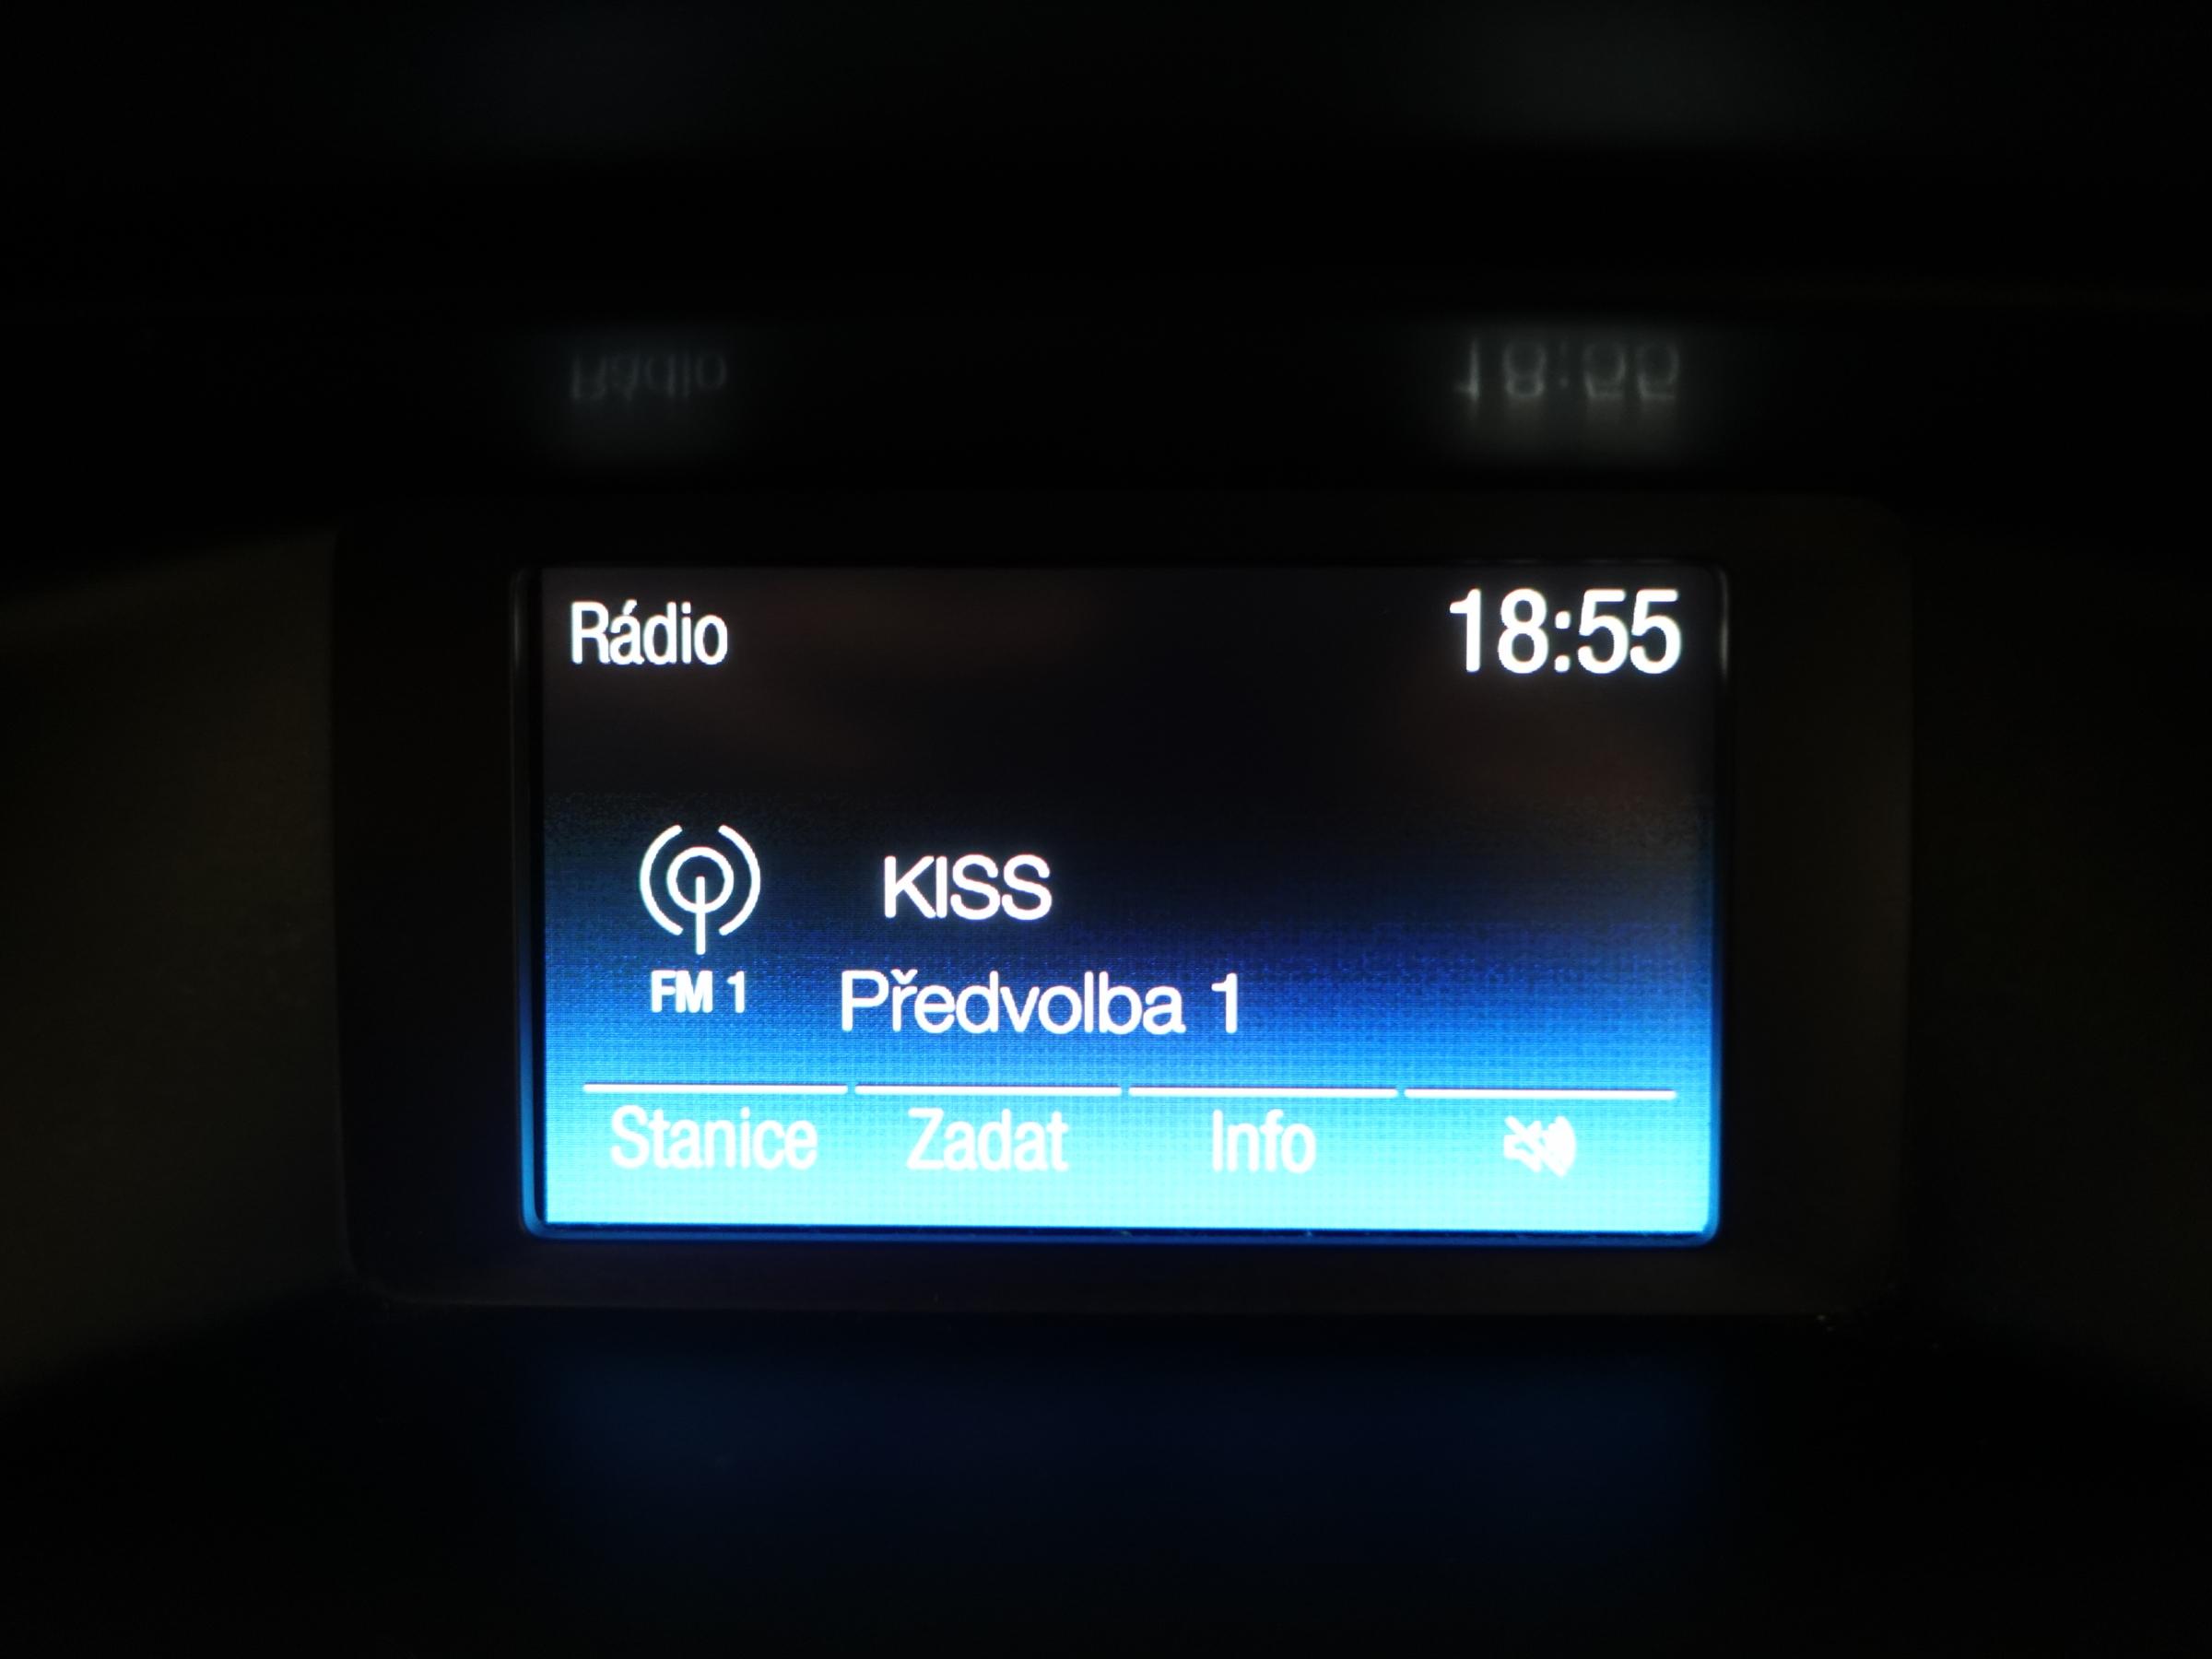 Rádio 18:55
KISS
FM 1 Předvolba 1
Stanice Zadat Info